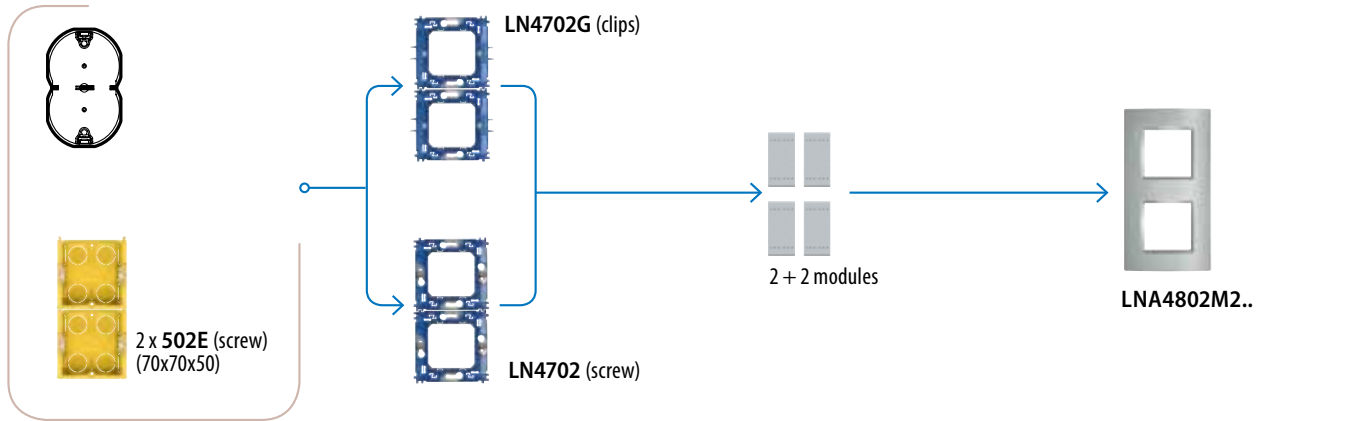 LN4702G (clips)
2 x 502E (screw)
(70x70x50)
LN4702 (screw)
2 + 2 modules
LNA4802M2..